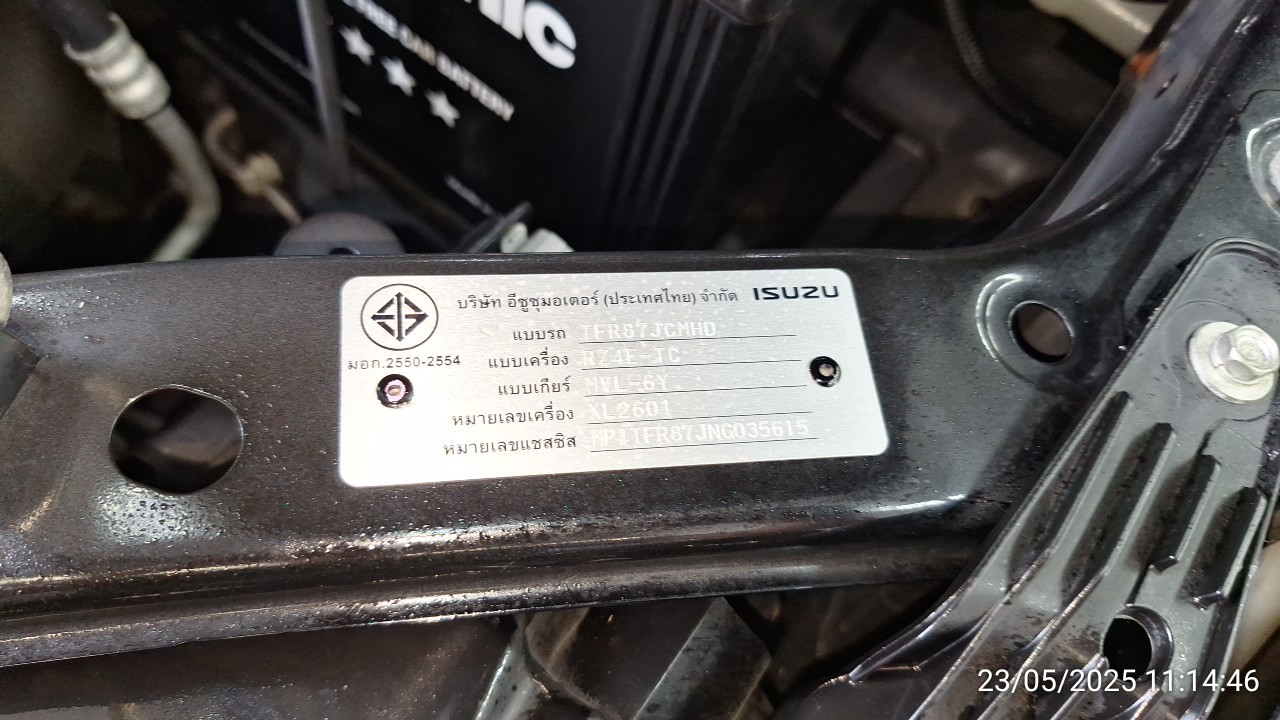 nic
CAR BATTERY
บริษัท อีซูซุมอเตอร์ (ประเทศไทย) จำกัด ISUZU
แบบรถ TFR87JCMHD
มอก.2550-2554
แบบเครื่อง RZ4E-TC
แบบเกียร์ MVL-6Y
หมายเลขเครื่อง XL2601
หมายเลขแชสซิส MP1TFR87JNG035615
23/05/2025 11:14:46